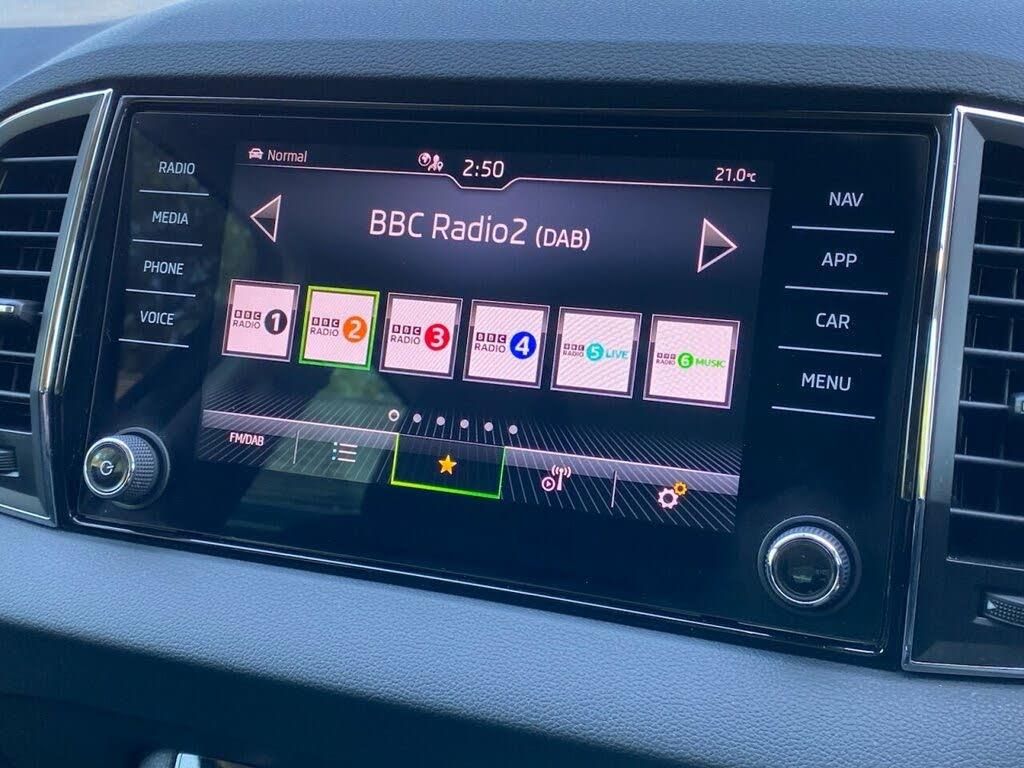 RADIO
MEDIA
PHONE
VOICE
Normal
2:50
21.0°C
BBC Radio2 (DAB)
BBC RADIO 1
BBC RADIO 2
BBC RADIO 3
BBC RADIO 4
BBC RADIO 5 LIVE
BBC RADIO 6 MUSIC
FM/DAB
NAV
APP
CAR
MENU